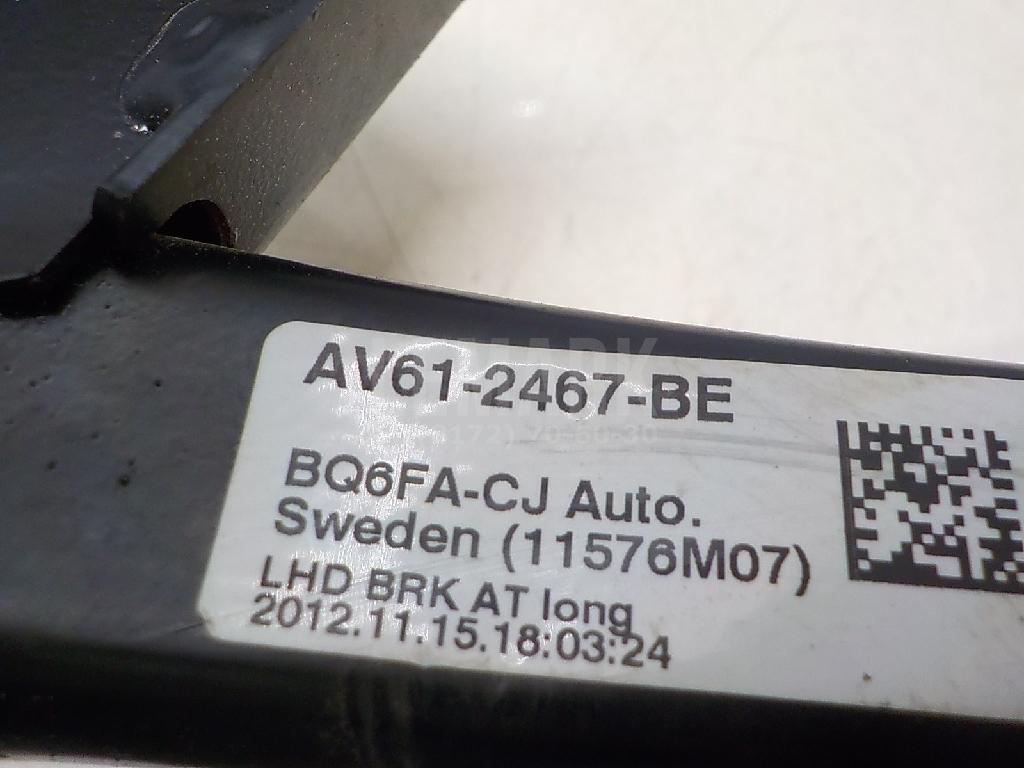 AV61-2467-BE
BQ6FA-CJ Auto.
Sweden (11576M07)
LHD BRK AT long
2012.11.15.18:03:24